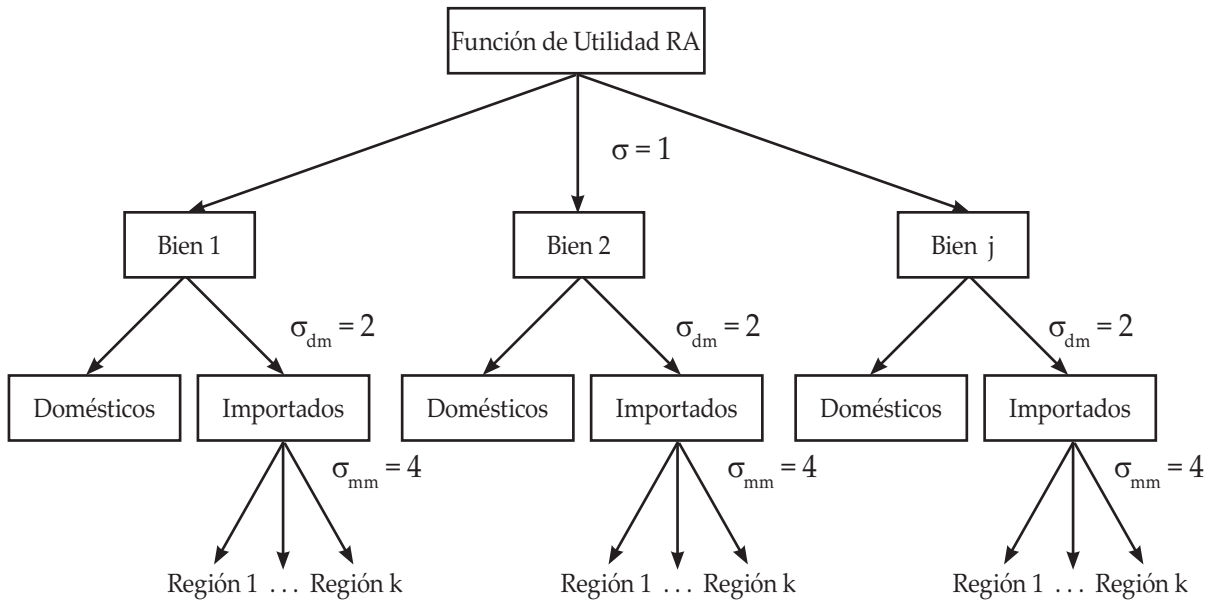 Función de Utilidad RA
σ = 1
Bien 1
Bien 2
Bien j
σdm = 2
σdm = 2
σdm = 2
Domésticos
Importados
Domésticos
Importados
Domésticos
Importados
σmm = 4
σmm = 4
σmm = 4
Región 1 ... Región k
Región 1 ... Región k
Región 1 ... Región k